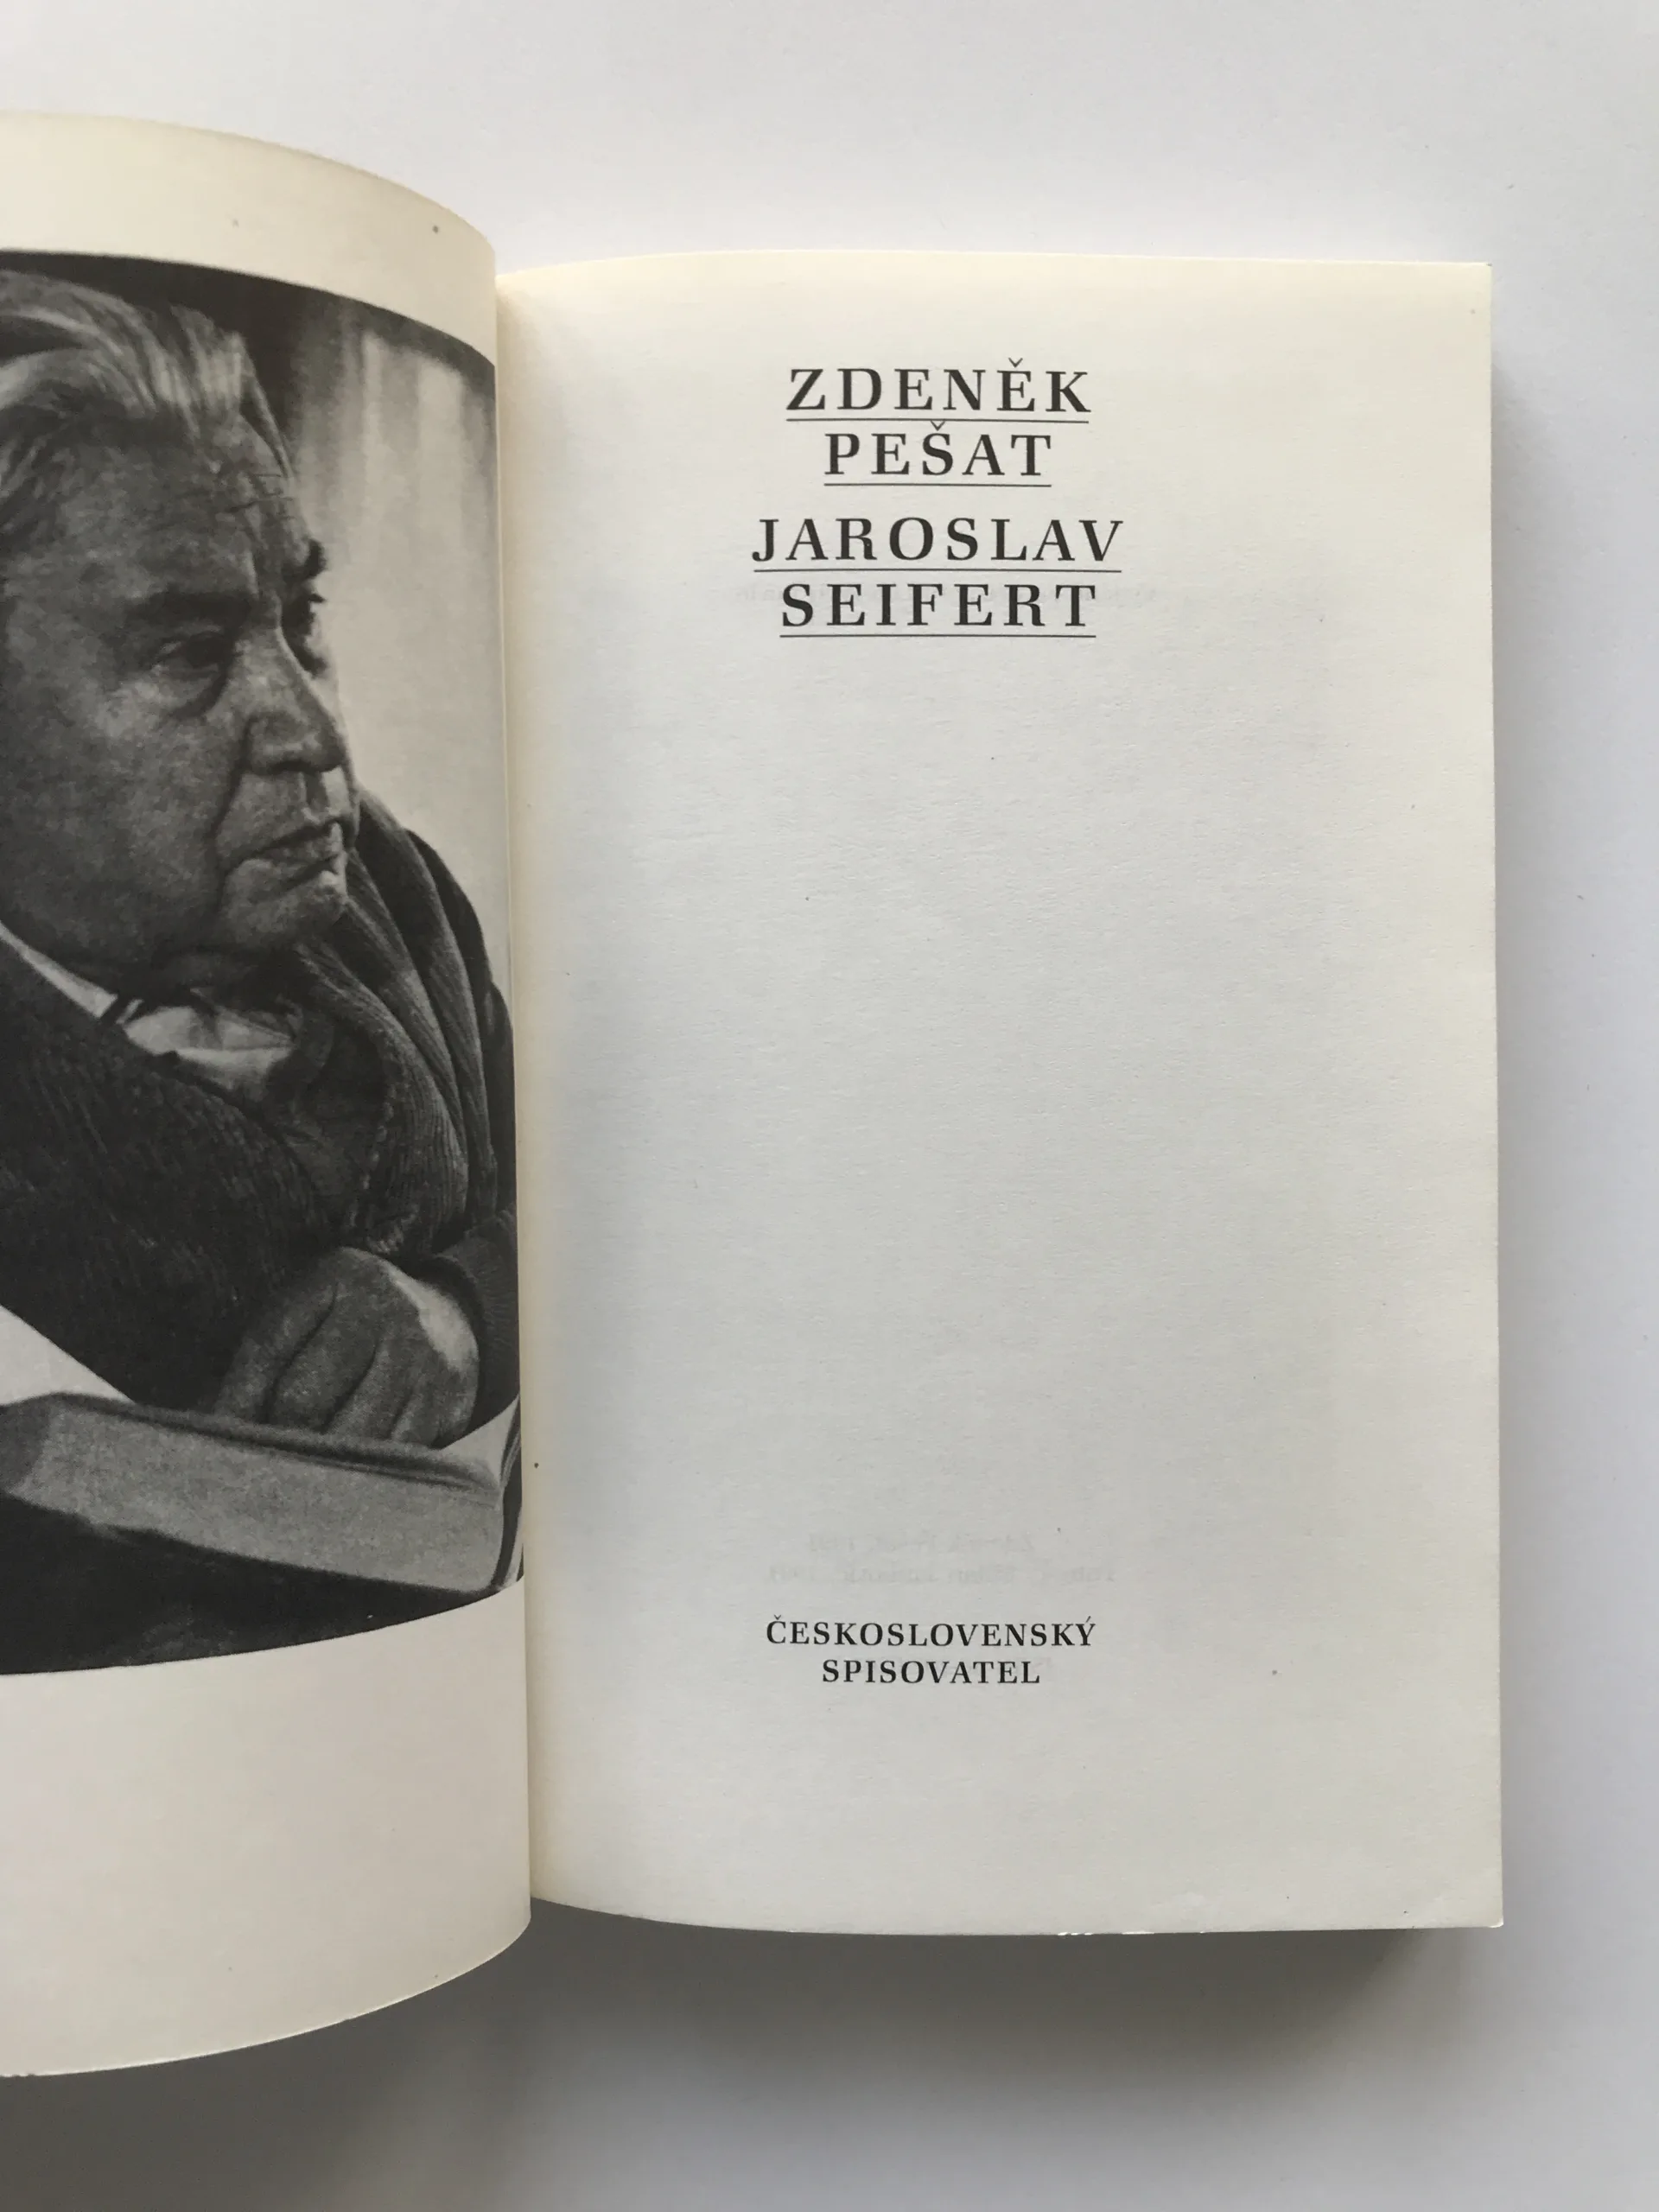 ZDENĚK
PEŠAT
JAROSLAV
SEIFERT
ČESKOSLOVENSKÝ
SPISOVATEL